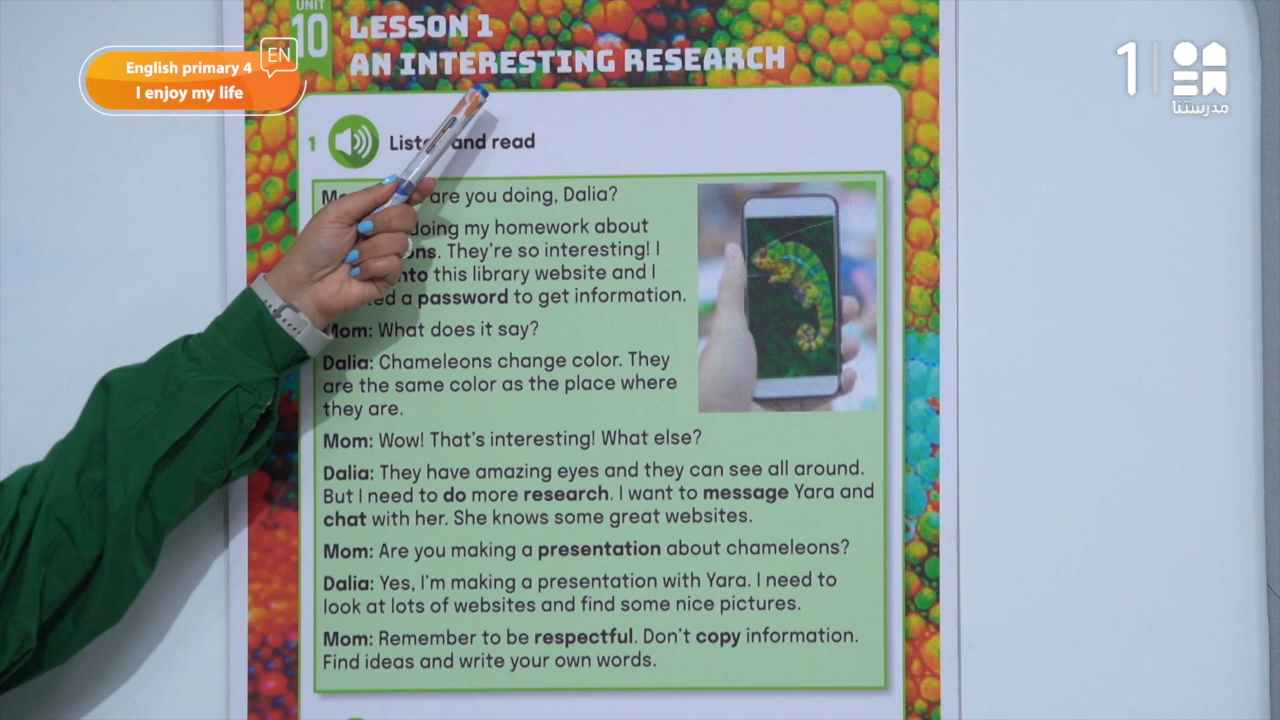 UNIT
10
LESSON 1
AN INTERESTING RESEARCH
English primary 4
EN
I enjoy my life
1
مدرستنا
1 and read
are you doing, Dalia?
doing my homework about
They're so interesting! I
this library website and I
a password to get information.
Mom: What does it say?
Dalia: Chameleons change color. They
are the same color as the place where
they are.
Mom: Wow! That's interesting! What else?
Dalia: They have amazing eyes and they can see all around.
But I need to do more research. I want to message Yara and
chat with her. She knows some great websites.
Mom: Are you making a presentation about chameleons?
Dalia: Yes, I'm making a presentation with Yara. I need to
look at lots of websites and find some nice pictures.
Mom: Remember to be respectful. Don't copy information.
Find ideas and write your own words.